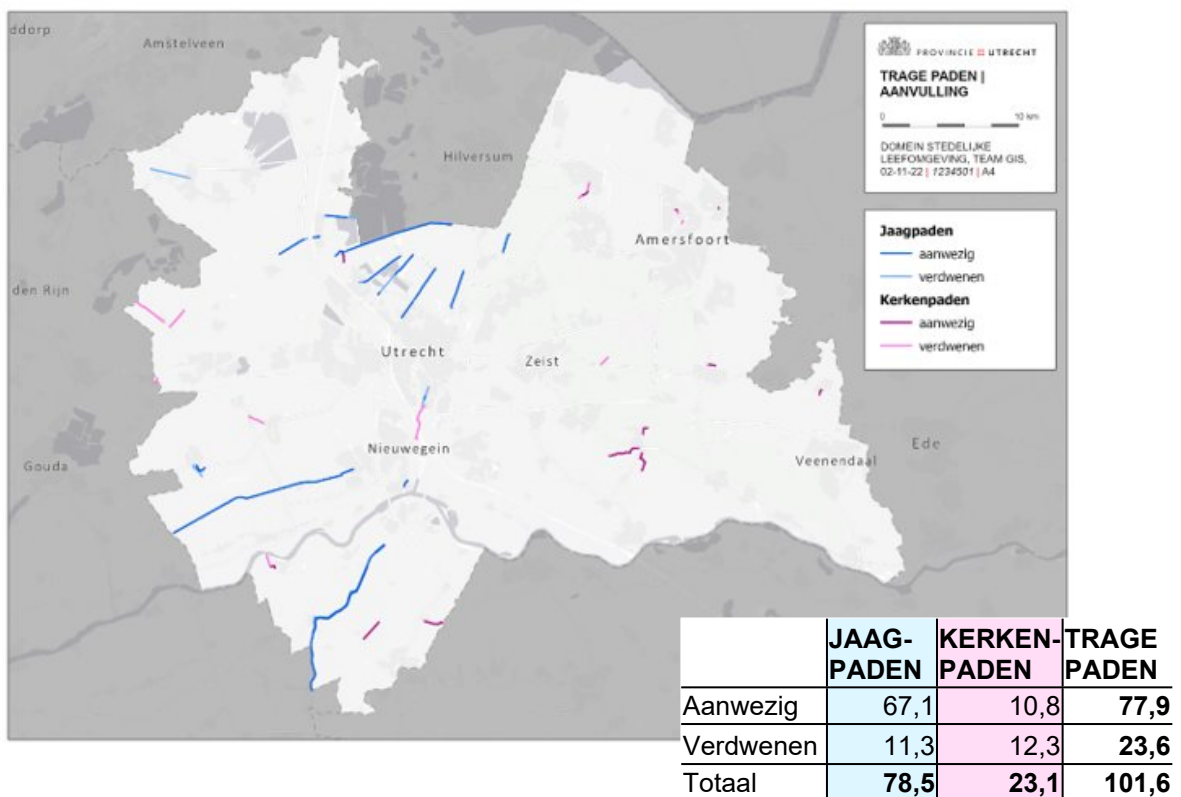 ddorp
Amstelveen
Hilversum
Amersfoort
den Rijn
Utrecht
Zeist
Nieuwegein
Gouda
Ede
Veenendaal
PROVINCIE UTRECHT
TRAGE PADEN |
AANVULLING
0 10 km
DOMEIN STEDELIJKE
LEEFOMGEVING, TEAM GIS,
02-11-22 | 1234501 | A4
Jaagpaden
aanwezig
verdwenen
Kerkenpaden
aanwezig
verdwenen
JAAG- KERKEN- TRAGE
PADEN PADEN PADEN
Aanwezig 67,1 10,8 77,9
Verdwenen 11,3 12,3 23,6
Totaal 78,5 23,1 101,6